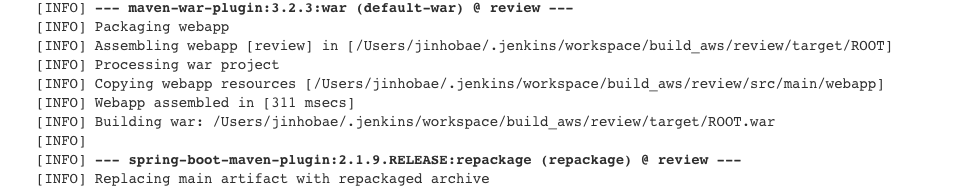 [INFO] --- maven-war-plugin:3.2.3:war (default-war) @ review ---
[INFO] Packaging webapp
[INFO] Assembling webapp [review] in [/Users/jinhobae/.jenkins/workspace/build_aws/review/target/ROOT]
[INFO] Processing war project
[INFO] Copying webapp resources [/Users/jinhobae/.jenkins/workspace/build_aws/review/src/main/webapp]
[INFO] Webapp assembled in [311 msecs]
[INFO] Building war: /Users/jinhobae/.jenkins/workspace/build_aws/review/target/ROOT.war
[INFO]
[INFO] --- spring-boot-maven-plugin:2.1.9.RELEASE:repackage (repackage) @ review ---
[INFO] Replacing main artifact with repackaged archive